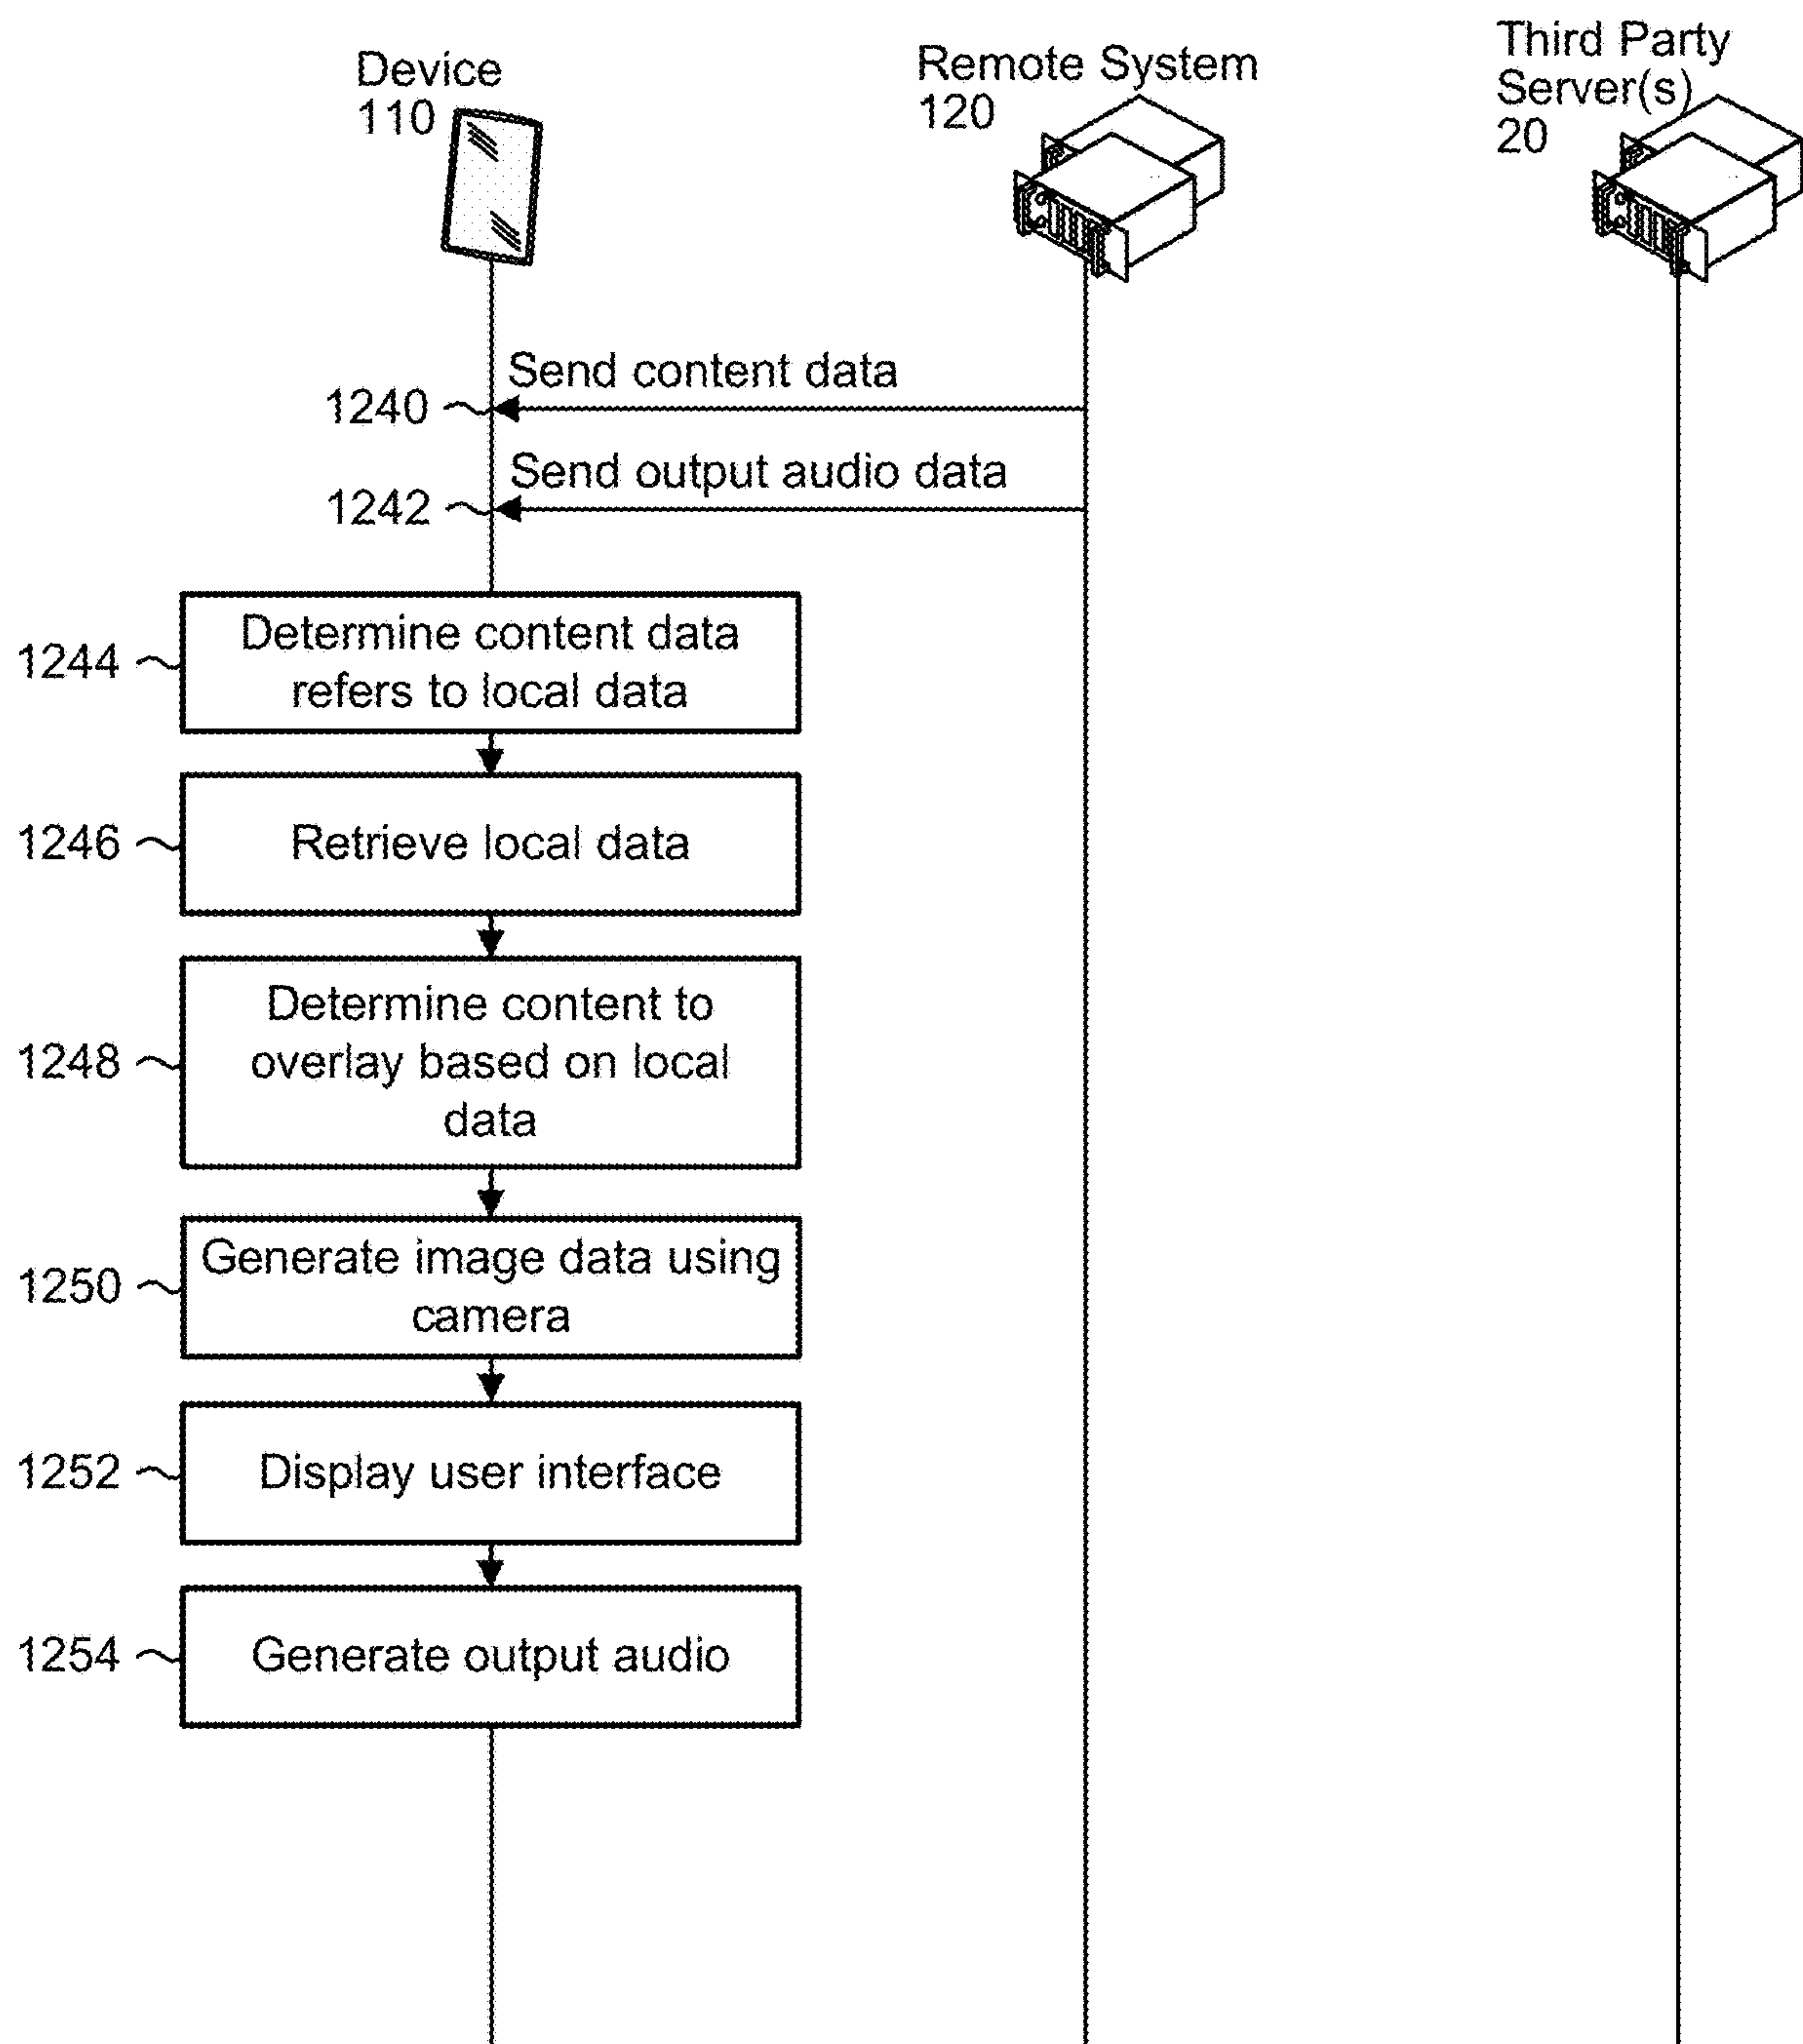 Device
110
Remote System
120
Third Party
Server(s)
20
Send content data
1240
Send output audio data
1242
Determine content data
refers to local data
1244
Retrieve local data
1246
Determine content to
overlay based on local
data
1248
Generate image data using
camera
1250
Display user interface
1252
Generate output audio
1254